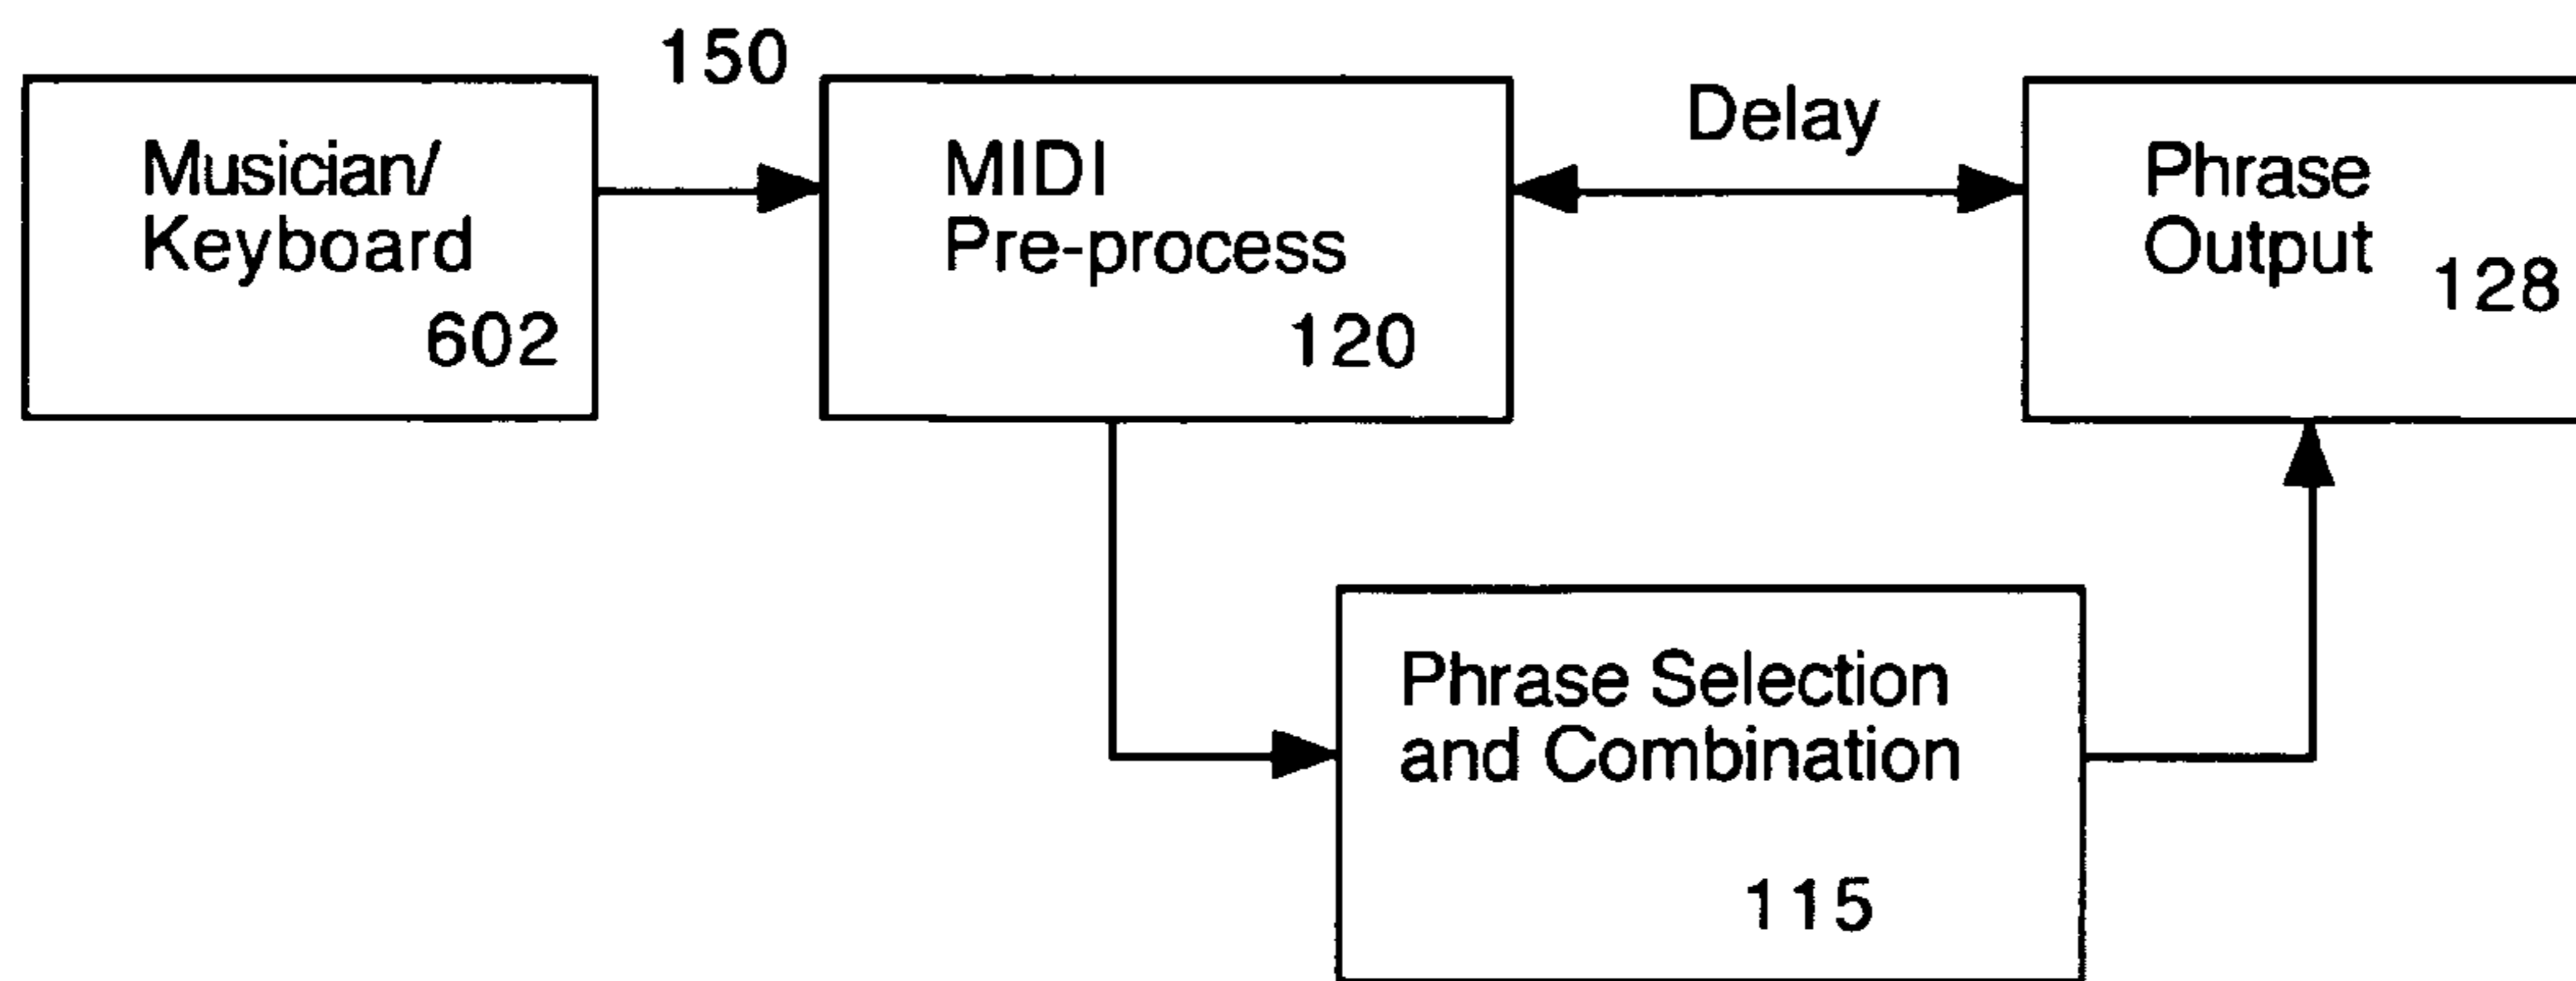 150
Musician/
Keyboard
602
MIDI
Pre-process
120
Delay
Phrase
Output
128
Phrase Selection
and Combination
115